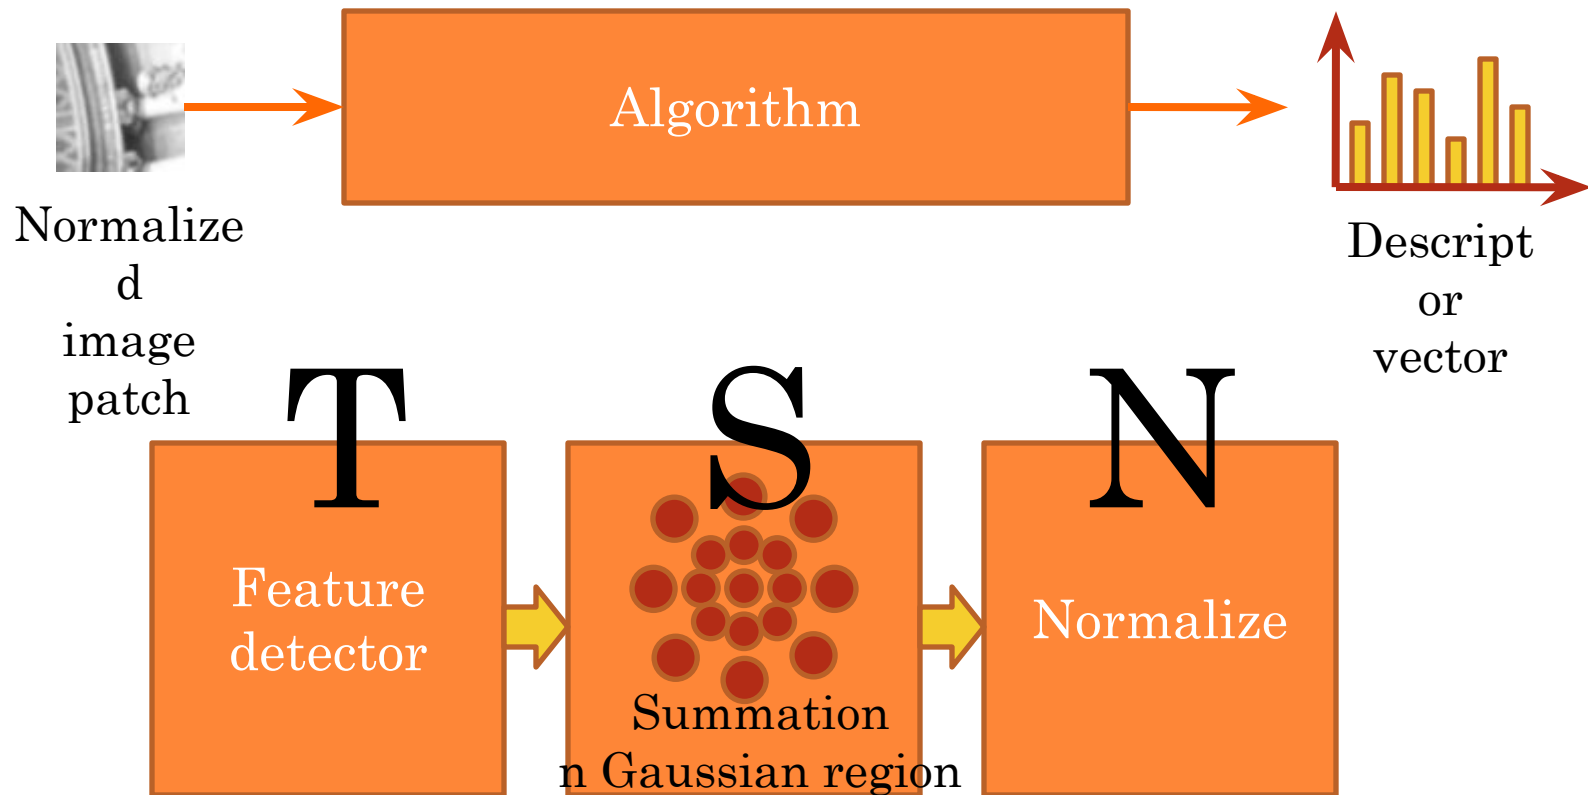 Algorithm
Normalize
d
image
patch
Descript
or
vector
T
S
N
Feature
detector
Summation
n Gaussian region
Normalize